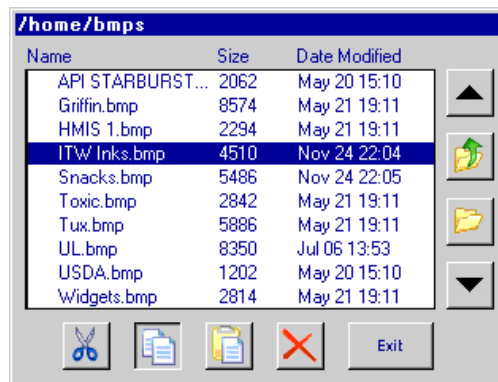 /home/bmps
Name Size Date Modified
API STARBURST... 2062 May 20 15:10
Griffin.bmp 8574 May 21 19:11
HMIS 1.bmp 2294 May 21 19:11
ITW Inks.bmp 4510 Nov 24 22:04
Snacks.bmp 5486 Nov 24 22:05
Toxic.bmp 2842 May 21 19:11
Tux.bmp 5886 May 21 19:11
UL.bmp 8350 Jul 06 13:53
USDA.bmp 1202 May 20 15:10
Widgets.bmp 2814 May 21 19:11
Exit